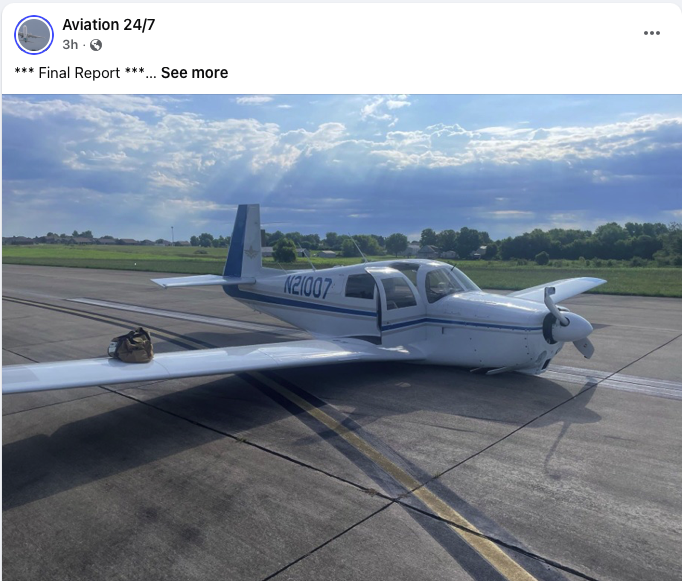 Aviation 24/7
3h ·
*** Final Report ***... See more
N21007